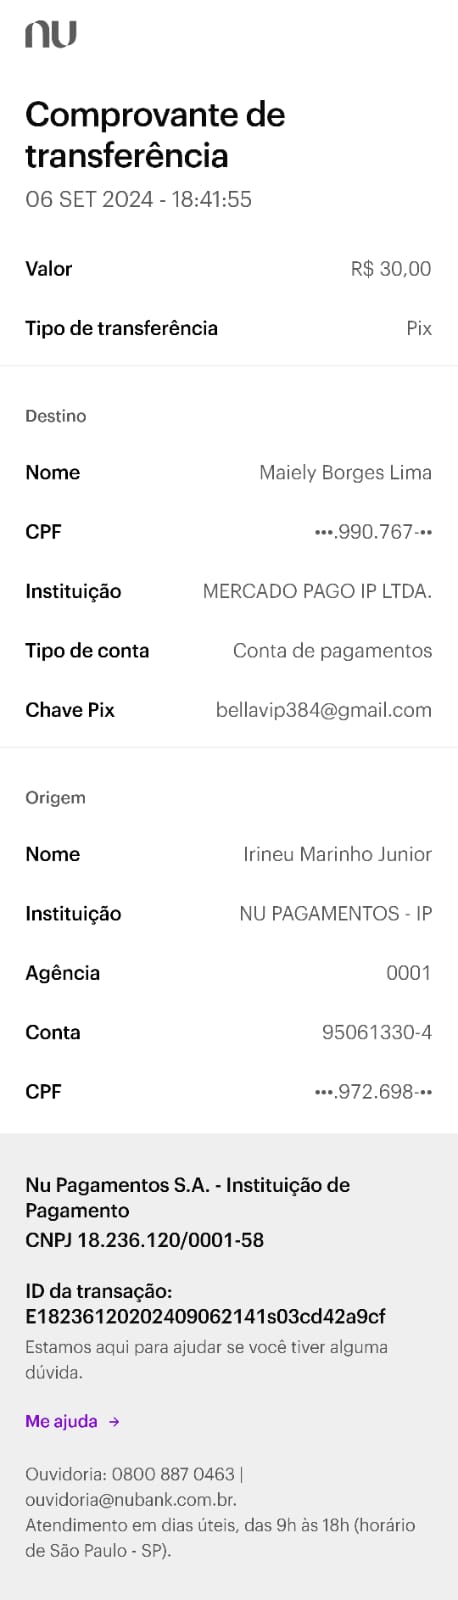 nu
Comprovante de
transferência
06 SET 2024 - 18:41:55
Valor R$ 30,00
Tipo de transferência Pix
Destino
Nome Maiely Borges Lima
CPF •••.990.767-••
Instituição MERCADO PAGO IP LTDA.
Tipo de conta Conta de pagamentos
Chave Pix bellavip384@gmail.com
Origem
Nome Irineu Marinho Junior
Instituição NU PAGAMENTOS - IP
Agência 0001
Conta 95061330-4
CPF •••.972.698-••
Nu Pagamentos S.A. - Instituição de
Pagamento
CNPJ 18.236.120/0001-58
ID da transação:
E18236120202409062141s03cd42a9cf
Estamos aqui para ajudar se você tiver alguma
dúvida.
Me ajuda →
Ouvidoria: 0800 887 0463 |
ouvidoria@nubank.com.br.
Atendimento em dias úteis, das 9h às 18h (horário
de São Paulo - SP).